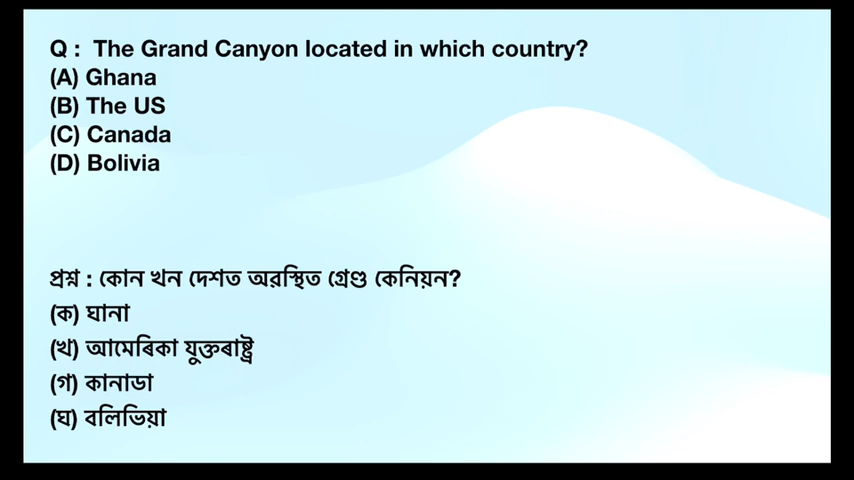 Q :  The Grand Canyon located in which country?
(A) Ghana
(B) The US
(C) Canada
(D) Bolivia
প্ৰশ্ন : কোন খন দেশত অৱস্থিত গ্ৰেণ্ড কেনিয়ন?
(ক) ঘানা
(খ) আমেৰিকা যুক্তৰাষ্ট্ৰ
(গ) কানাডা
(ঘ) বলিভিয়া